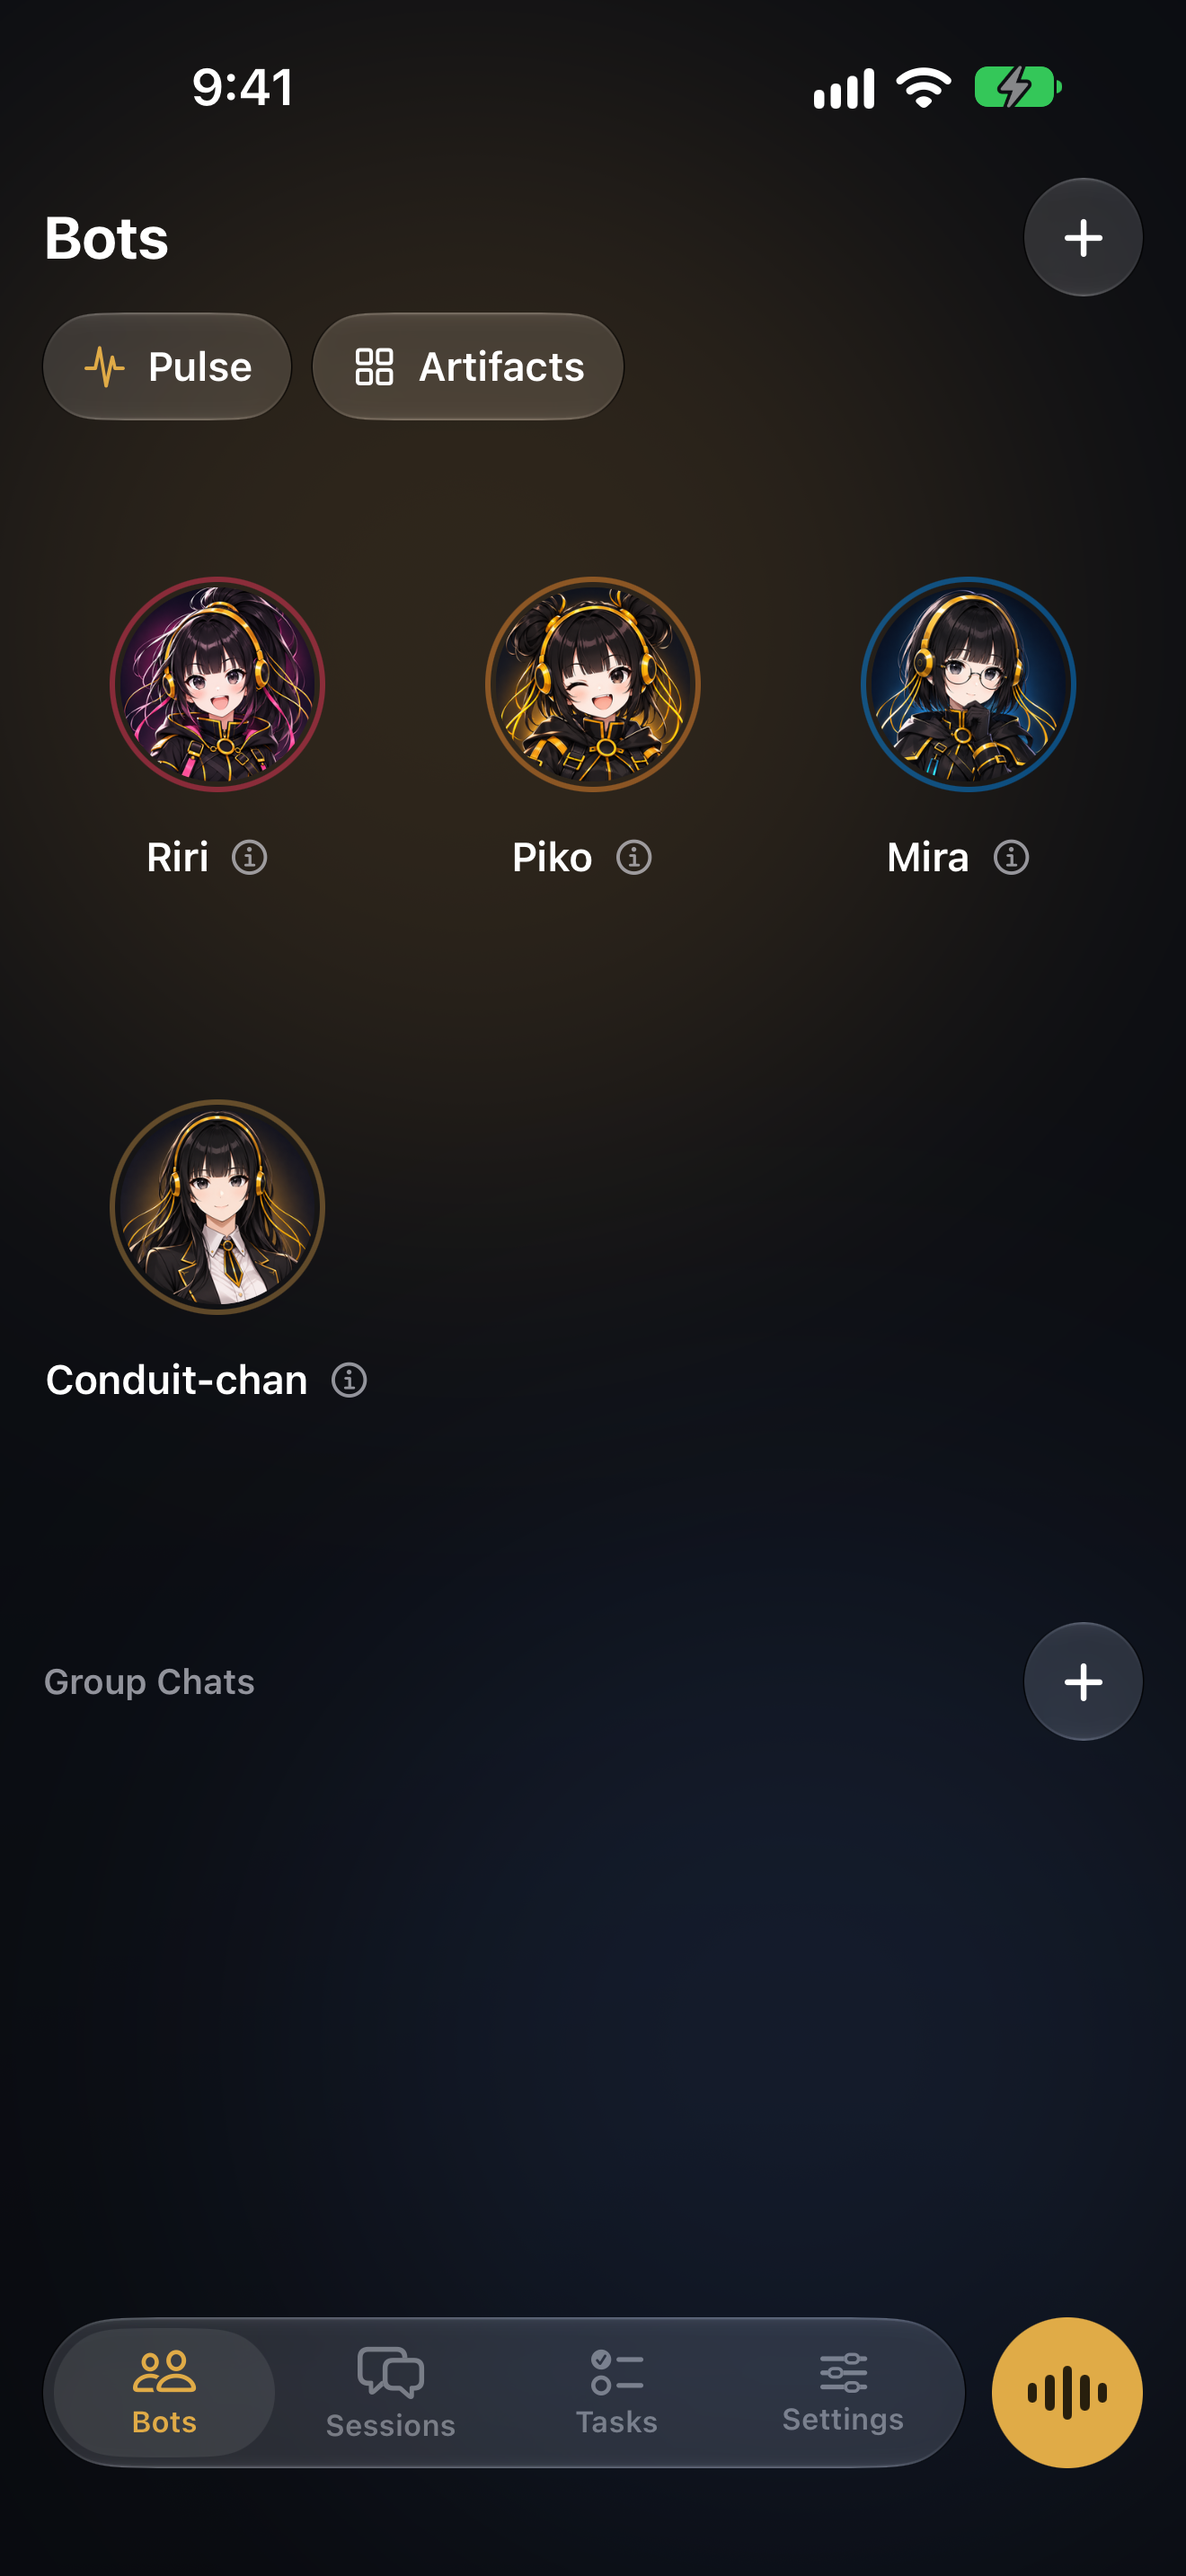 9:41
Bots
Pulse
Artifacts
Riri
Piko
Mira
Conduit-chan
Group Chats
Bots
Sessions
Tasks
Settings